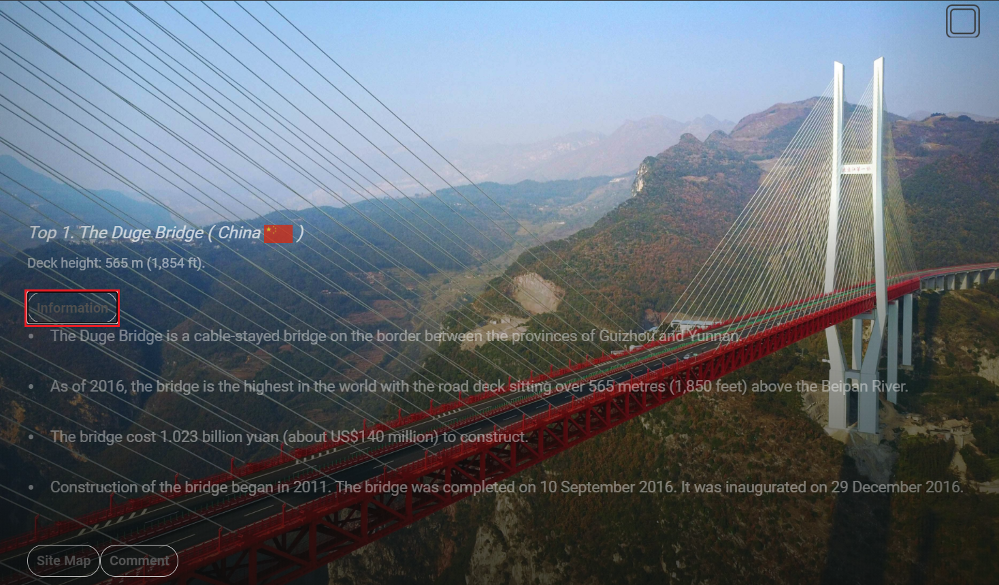 Top 1. The Duge Bridge ( China )
Deck height: 565 m (1,854 ft).
Information
The Duge Bridge is a cable-stayed bridge on the border between the provinces of Guizhou and Yunnan.
As of 2016, the bridge is the highest in the world with the road deck sitting over 565 metres (1,850 feet) above the Beipan River.
The bridge cost 1.023 billion yuan (about US$140 million) to construct.
Construction of the bridge began in 2011. The bridge was completed on 10 September 2016. It was inaugurated on 29 December 2016.
Site Map Comment